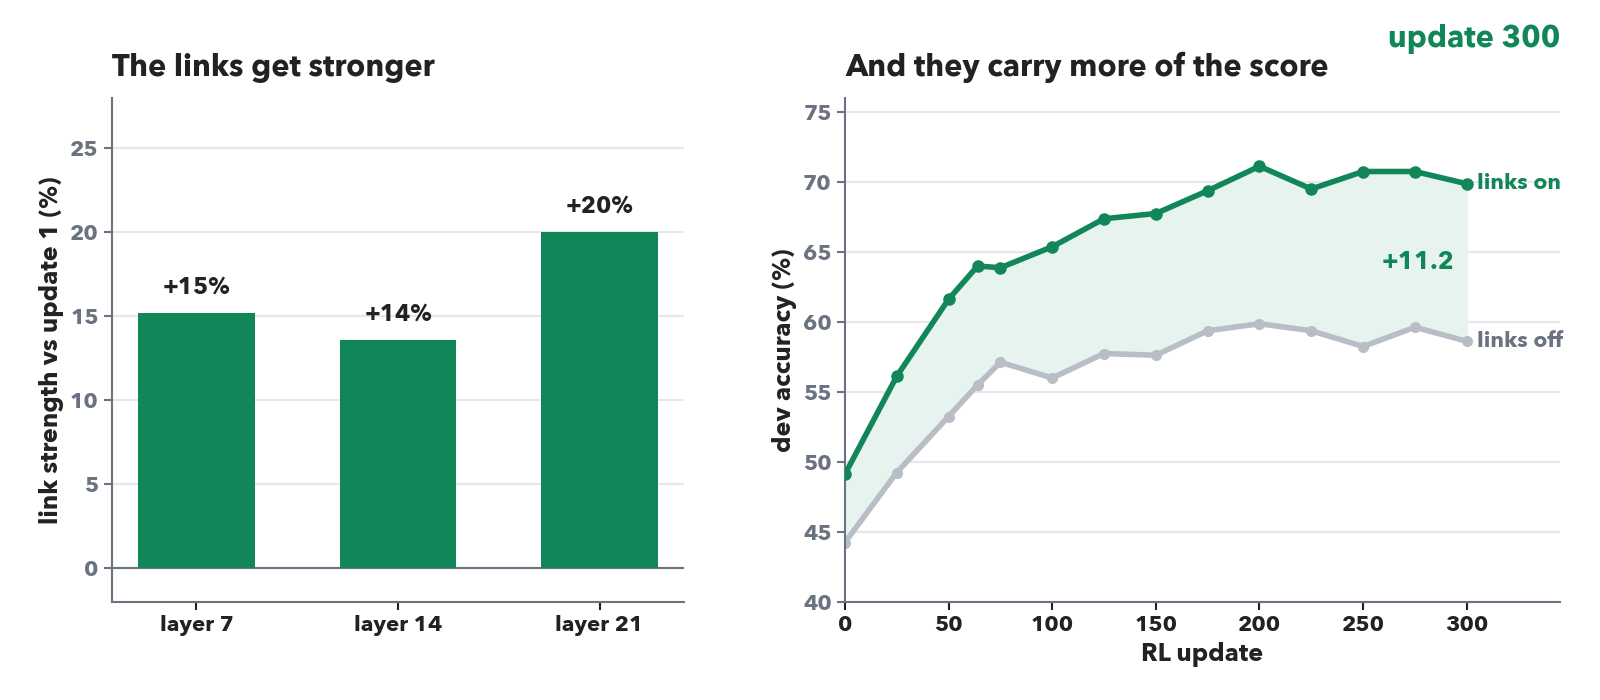 update 300
The links get stronger
link strength vs update 1 (%)
25
20
15
10
5
0
+15%
+14%
+20%
layer 7
layer 14
layer 21
And they carry more of the score
dev accuracy (%)
75
70
65
60
55
50
45
40
links on
+11.2
links off
0
50
100
150
200
250
300
RL update